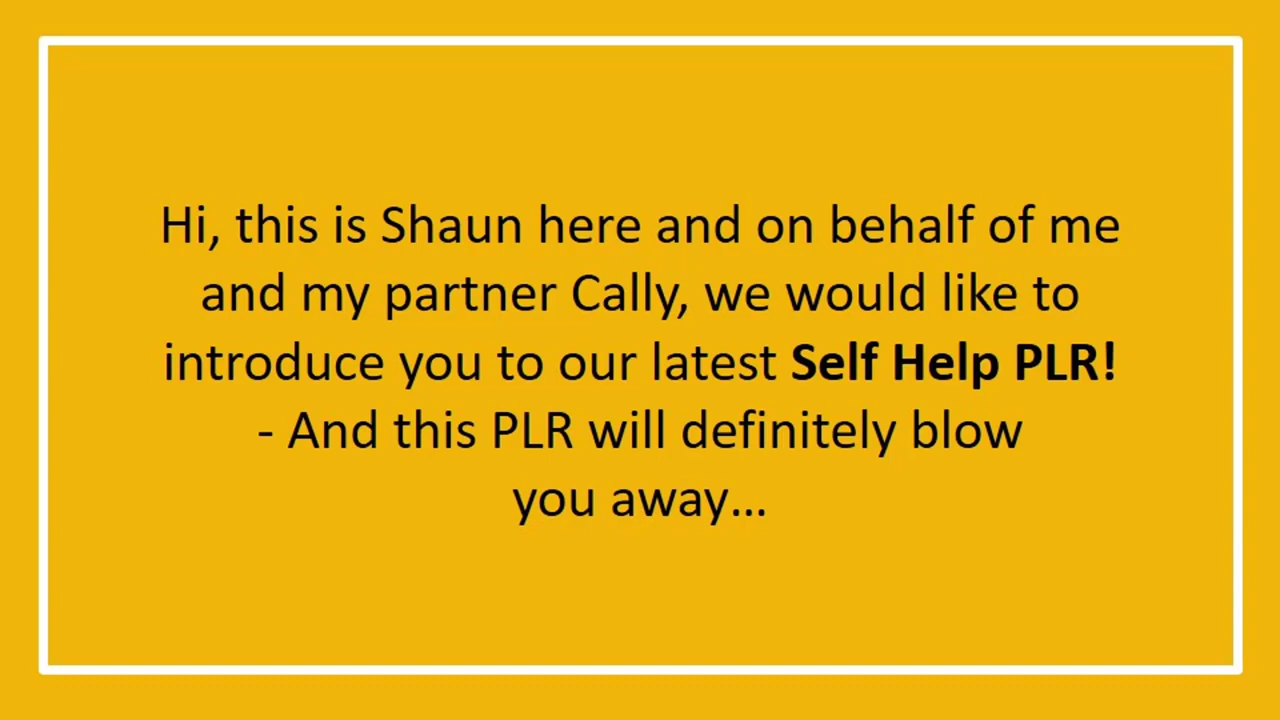 Hi, this is Shaun here and on behalf of me
and my partner Cally, we would like to
introduce you to our latest Self Help PLR!
- And this PLR will definitely blow
you away...